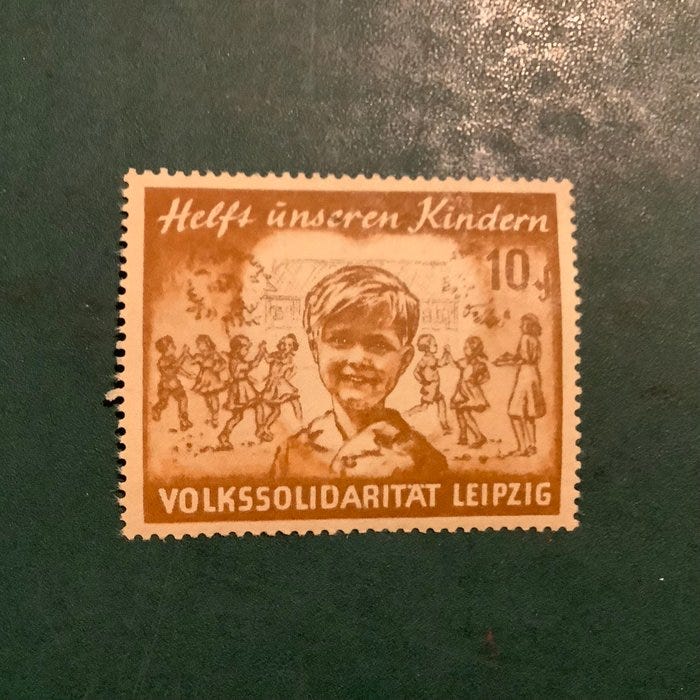 Helft unseren Kindern
10 ₰
VOLKSSOLIDARITÄT LEIPZIG